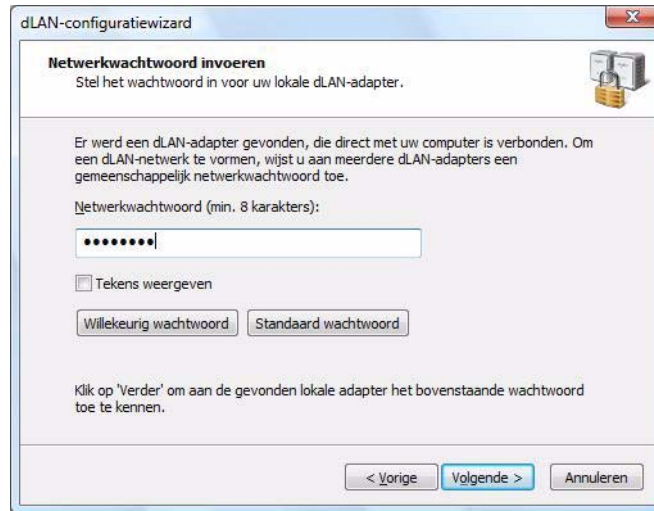 dLAN-configuratiewizard
Netwerkwachtwoord invoeren
Stel het wachtwoord in voor uw lokale dLAN-adapter.
Er werd een dLAN-adapter gevonden, die direct met uw computer is verbonden. Om
een dLAN-netwerk te vormen, wijst u aan meerdere dLAN-adapters een
gemeenschappelijk netwerkwachtwoord toe.
Netwerkwachtwoord (min. 8 karakters):
••••••••
Tekens weergeven
Willekeurig wachtwoord Standaard wachtwoord
Klik op 'Verder' om aan de gevonden lokale adapter het bovenstaande wachtwoord
toe te kennen.
< Vorige Volgende > Annuleren